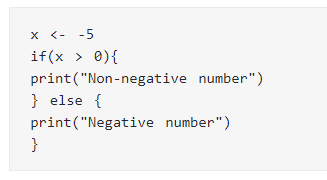 x <- -5
if(x > 0){
print("Non-negative number")
} else {
print("Negative number")
}